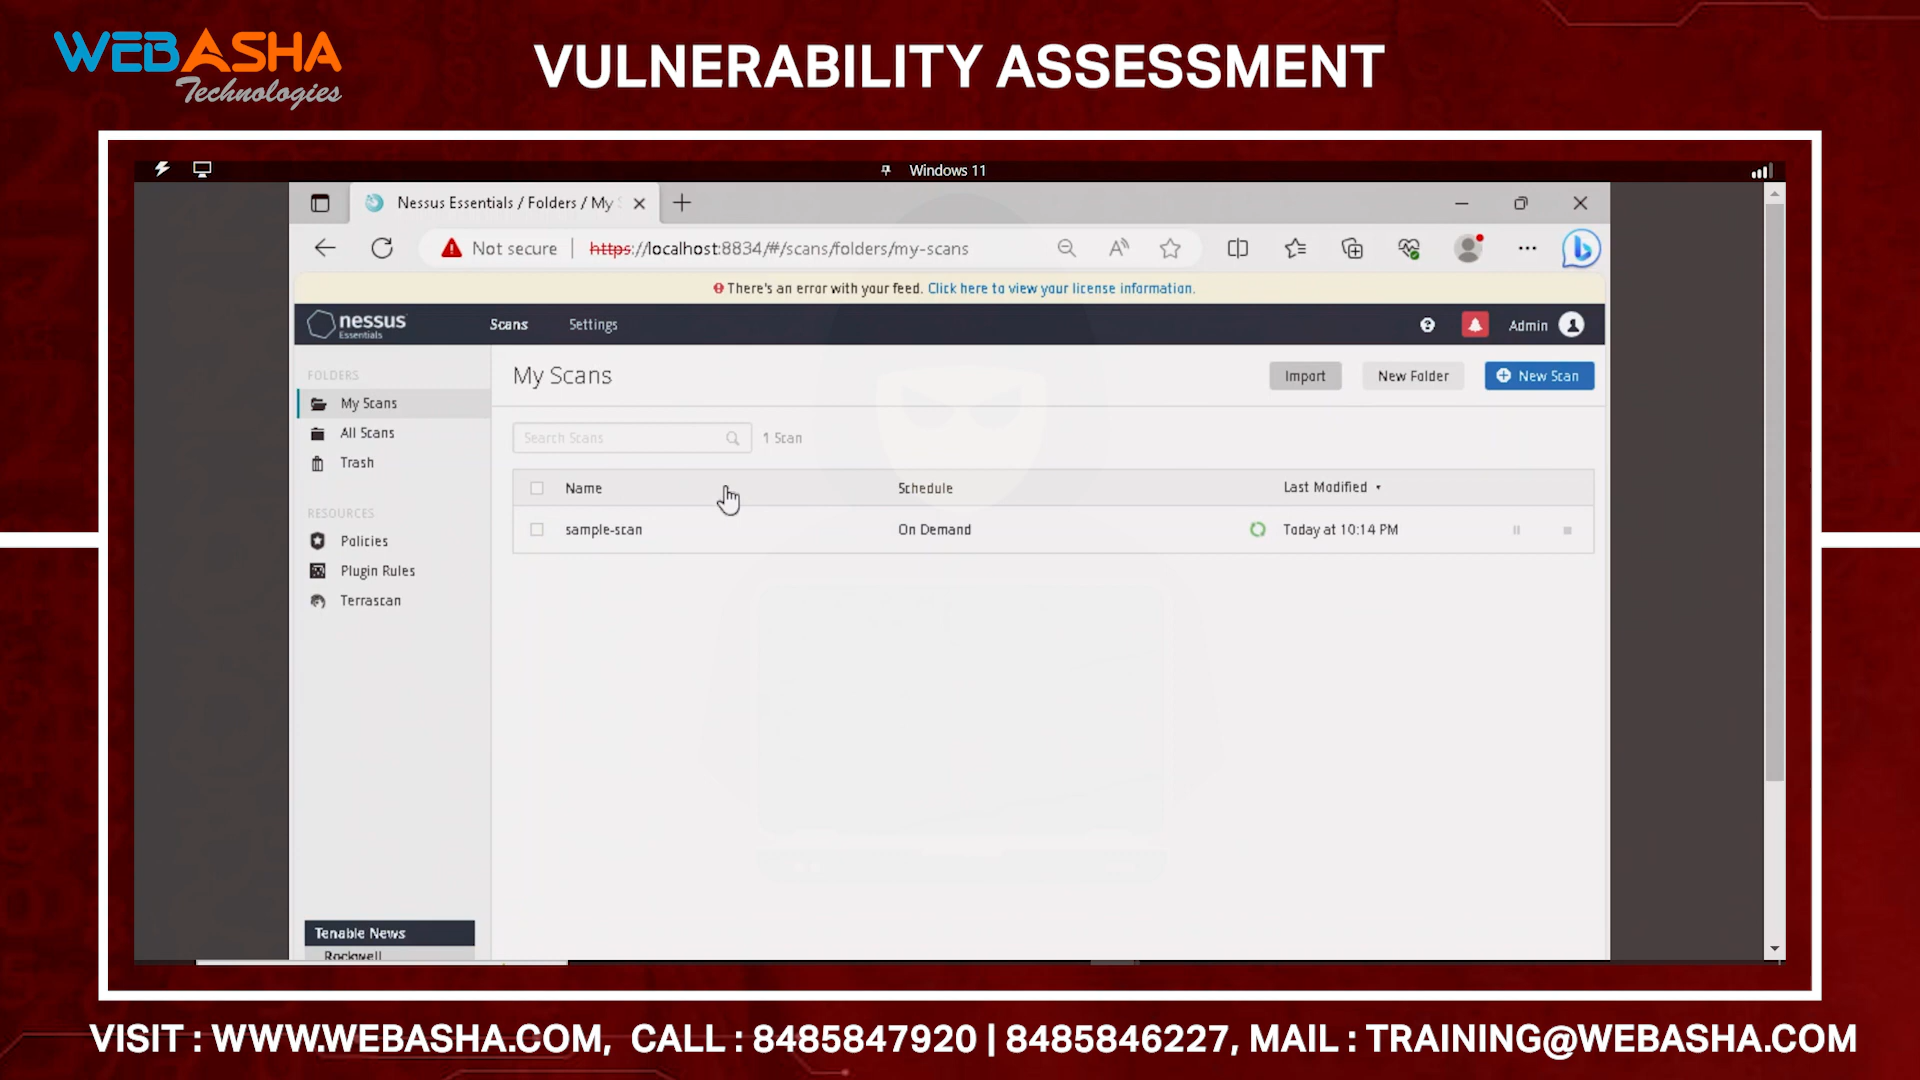 WEBASHA
Technologies
VULNERABILITY ASSESSMENT
Windows 11
Nessus Essentials / Folders / My
Not secure
https://localhost:8834/#/scans/folders/my-scans
There's an error with your feed. Click here to view your license information.
nessus
Essentials
Scans
Settings
Admin
FOLDERS
My Scans
All Scans
Trash
RESOURCES
Policies
Plugin Rules
Terrascan
Tenable News
Rockwell
My Scans
Import
New Folder
New Scan
Search Scans
1 Scan
Name
Schedule
Last Modified
sample-scan
On Demand
Today at 10:14 PM
VISIT : WWW.WEBASHA.COM, CALL : 8485847920 | 8485846227, MAIL : TRAINING@WEBASHA.COM